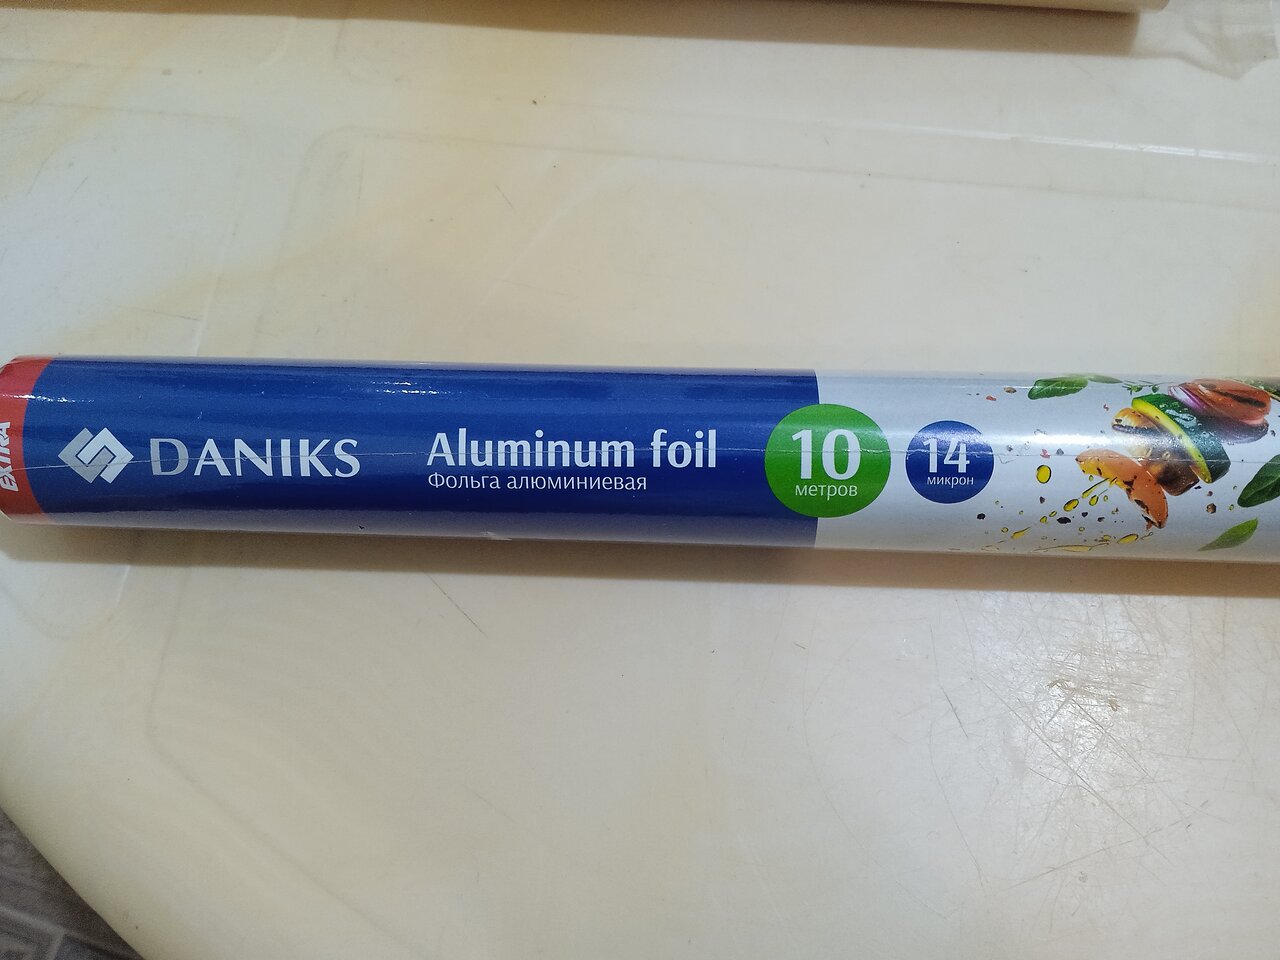 EXTRA
DANIKS
Aluminum foil
Фольга алюминиевая
10
метров
14
микрон